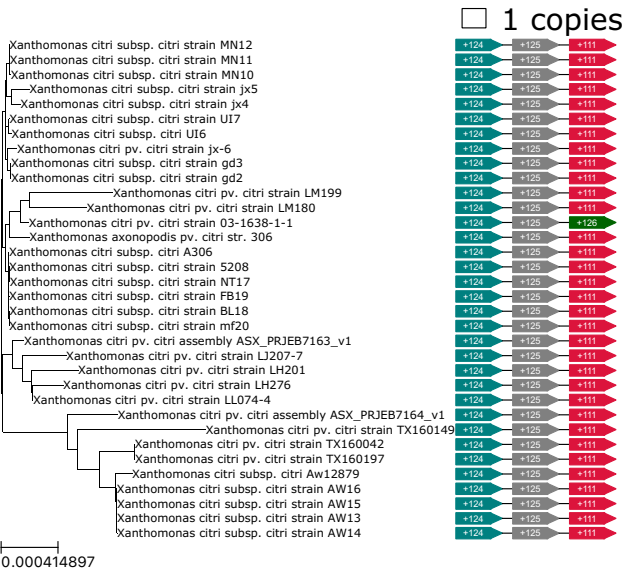 1 copies
Xanthomonas citri subsp. citri strain MN12 +124 +125 +111
Xanthomonas citri subsp. citri strain MN11 +124 +125 +111
Xanthomonas citri subsp. citri strain MN10 +124 +125 +111
Xanthomonas citri subsp. citri strain jx5 +124 +125 +111
Xanthomonas citri subsp. citri strain jx4 +124 +125 +111
Xanthomonas citri subsp. citri strain UI7 +124 +125 +111
Xanthomonas citri subsp. citri UI6 +124 +125 +111
Xanthomonas citri pv. citri strain jx-6 +124 +125 +111
Xanthomonas citri subsp. citri strain gd3 +124 +125 +111
Xanthomonas citri subsp. citri strain gd2 +124 +125 +111
Xanthomonas citri pv. citri strain LM199 +124 +125 +111
Xanthomonas citri pv. citri strain LM180 +124 +125 +111
Xanthomonas citri pv. citri strain 03-1638-1-1 +124 +125 +126
Xanthomonas axonopodis pv. citri str. 306 +124 +125 +111
Xanthomonas citri subsp. citri A306 +124 +125 +111
Xanthomonas citri subsp. citri strain 5208 +124 +125 +111
Xanthomonas citri subsp. citri strain NT17 +124 +125 +111
Xanthomonas citri subsp. citri strain FB19 +124 +125 +111
Xanthomonas citri subsp. citri strain BL18 +124 +125 +111
Xanthomonas citri subsp. citri strain mf20 +124 +125 +111
Xanthomonas citri pv. citri assembly ASX_PRJEB7163_v1 +124 +125 +111
Xanthomonas citri pv. citri strain LJ207-7 +124 +125 +111
Xanthomonas citri pv. citri strain LH201 +124 +125 +111
Xanthomonas citri pv. citri strain LH276 +124 +125 +111
Xanthomonas citri pv. citri strain LL074-4 +124 +125 +111
Xanthomonas citri pv. citri assembly ASX_PRJEB7164_v1 +124 +125 +111
Xanthomonas citri pv. citri strain TX160149 +124 +125 +111
Xanthomonas citri pv. citri strain TX160042 +124 +125 +111
Xanthomonas citri pv. citri strain TX160197 +124 +125 +111
Xanthomonas citri subsp. citri Aw12879 +124 +125 +111
Xanthomonas citri subsp. citri strain AW16 +124 +125 +111
Xanthomonas citri subsp. citri strain AW15 +124 +125 +111
Xanthomonas citri subsp. citri strain AW13 +124 +125 +111
Xanthomonas citri subsp. citri strain AW14 +124 +125 +111
0.000414897